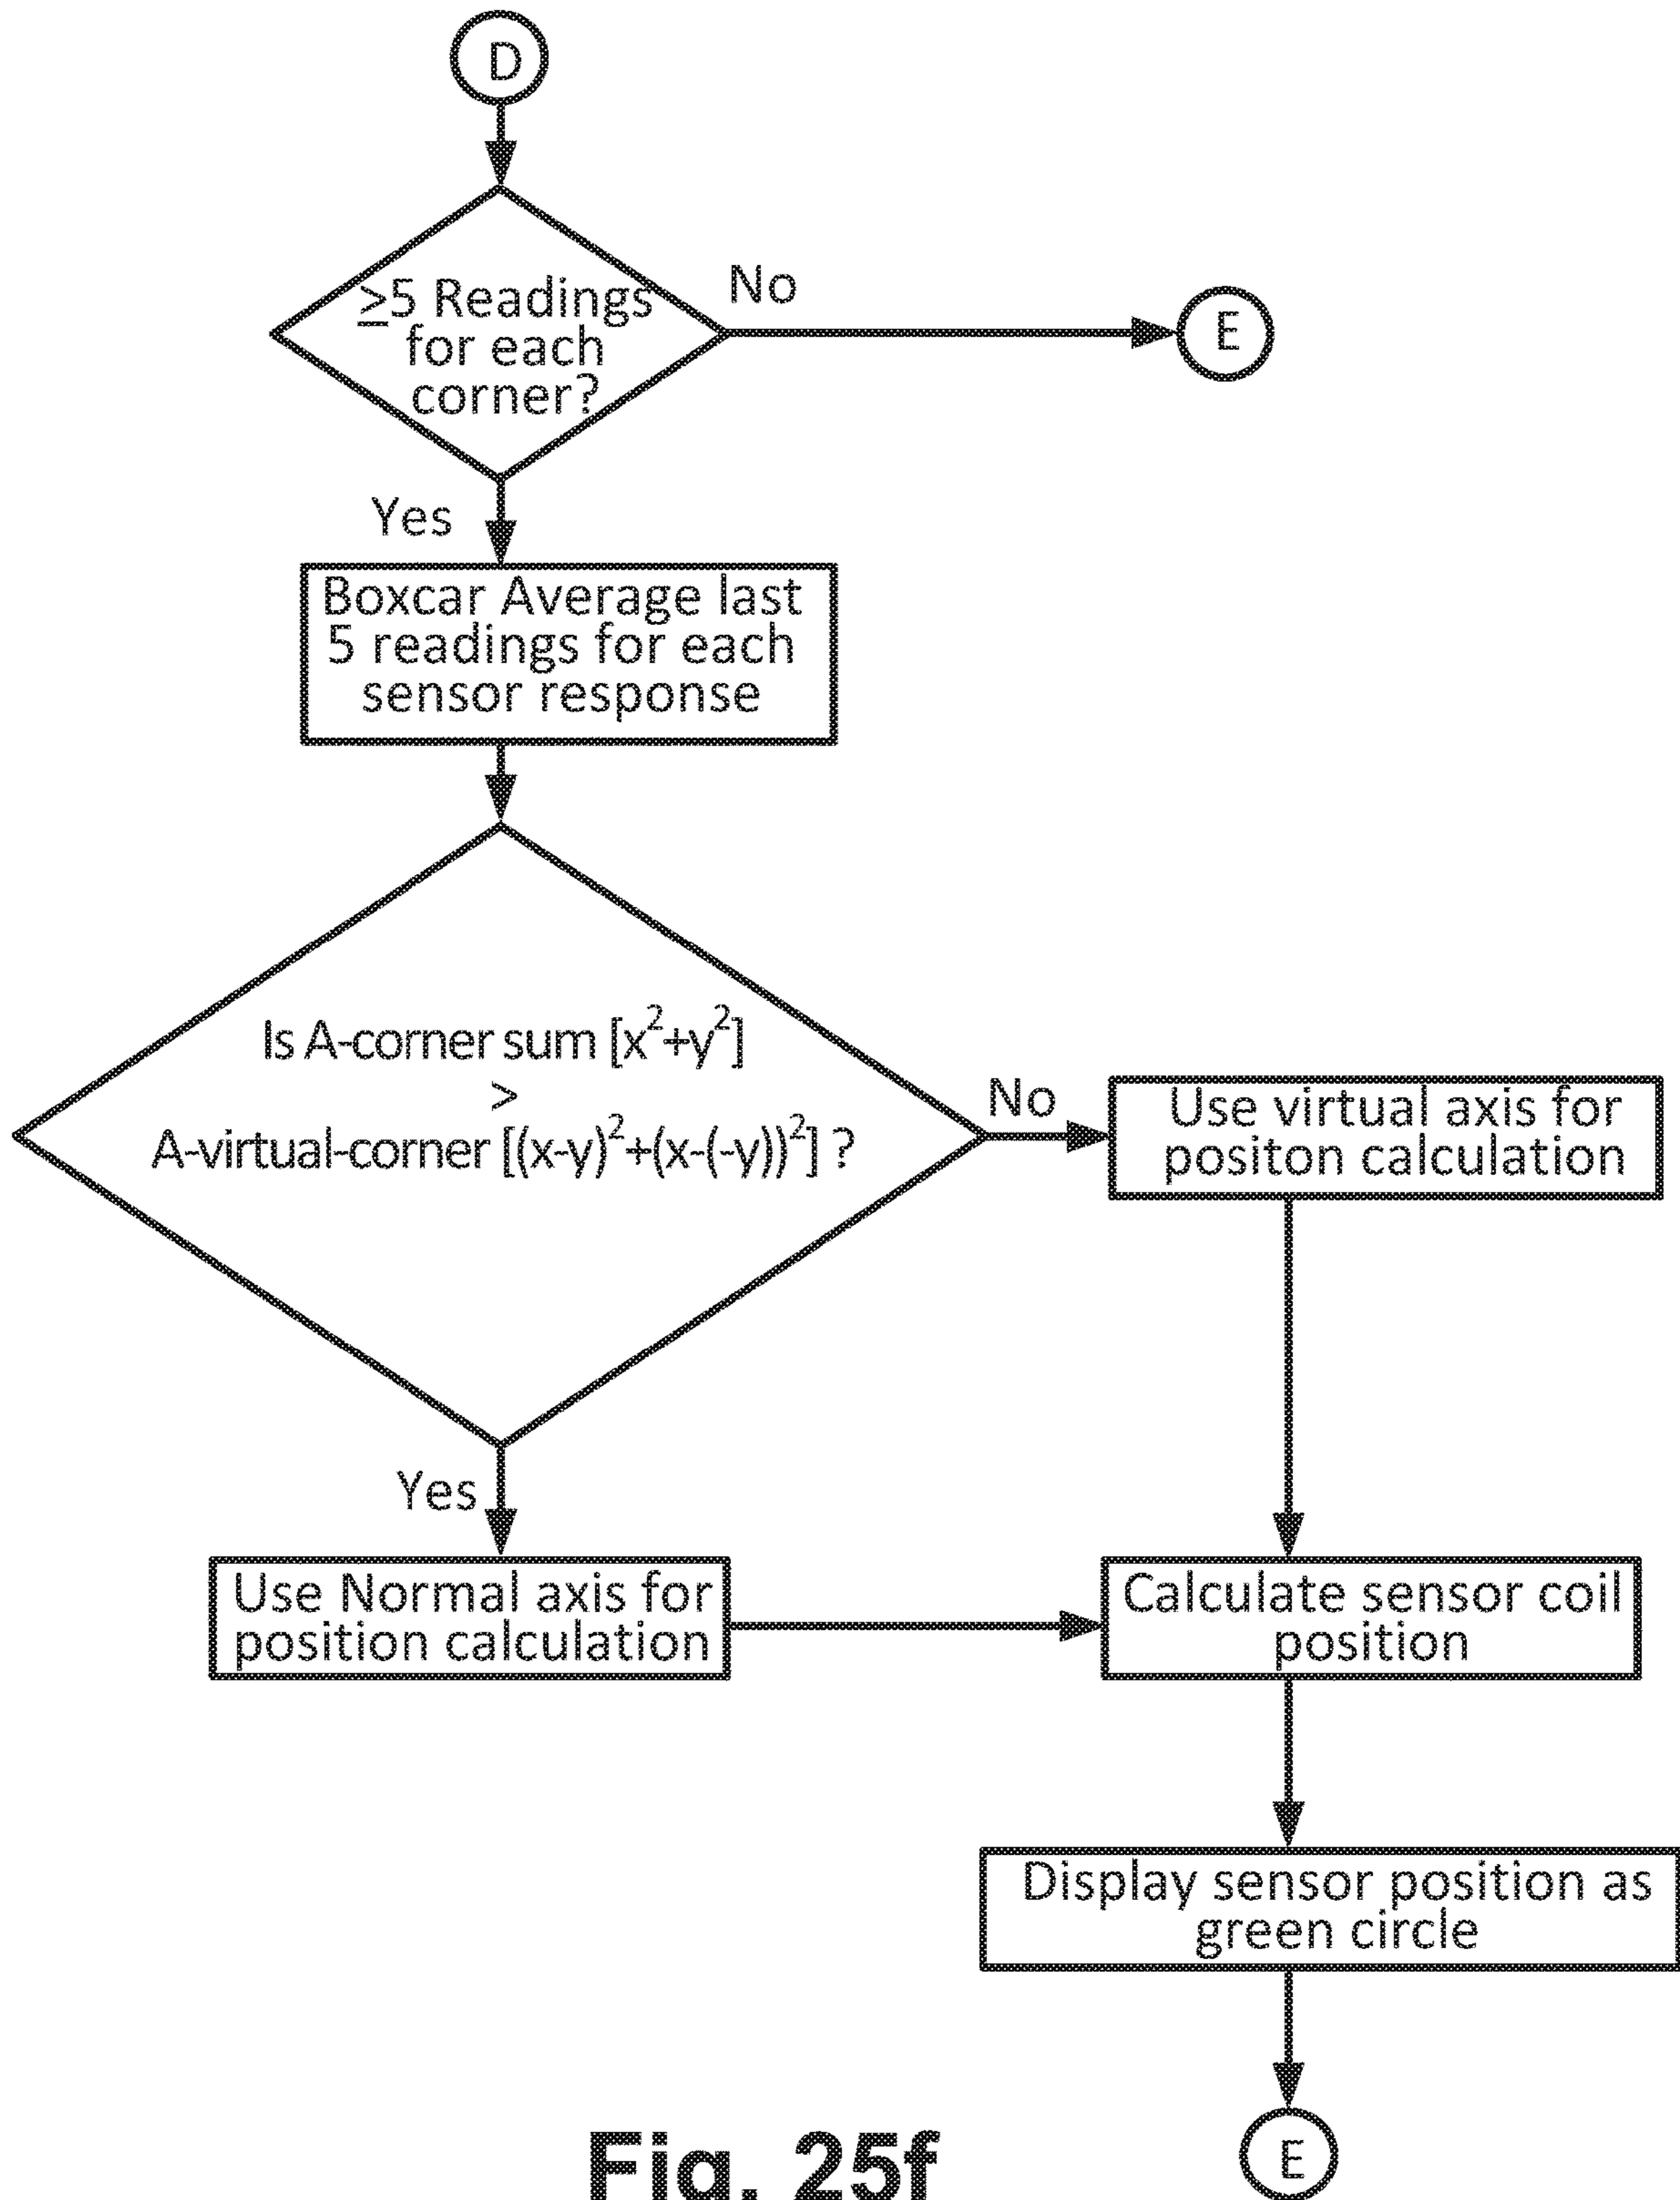 D
≥5 Readings
for each
corner?
No
E
Yes
Boxcar Average last
5 readings for each
sensor response
Is A-corner sum [x²+y²]
>
A-virtual-corner [(x-y)²+(x-(-y))²] ?
No
Use virtual axis for
positon calculation
Yes
Use Normal axis for
position calculation
Calculate sensor coil
position
Display sensor position as
green circle
E
Fig. 25f